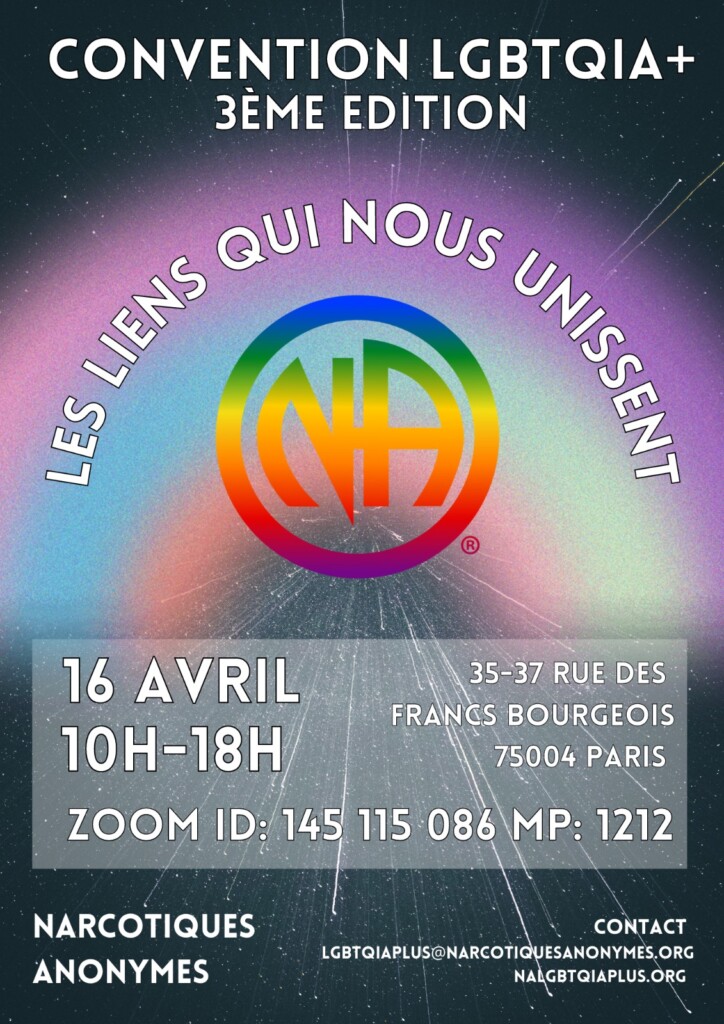 CONVENTION LGBTQIA+
3ÈME EDITION
LES LIENS QUI NOUS UNISSENT
NA
®
16 AVRIL
10H-18H
35-37 RUE DES
FRANCS BOURGEOIS
75004 PARIS
ZOOM ID: 145 115 086 MP: 1212
NARCOTIQUES
ANONYMES
CONTACT
LGBTQIAPLUS@NARCOTIQUESANONYMES.ORG
NALGBTQIAPLUS.ORG